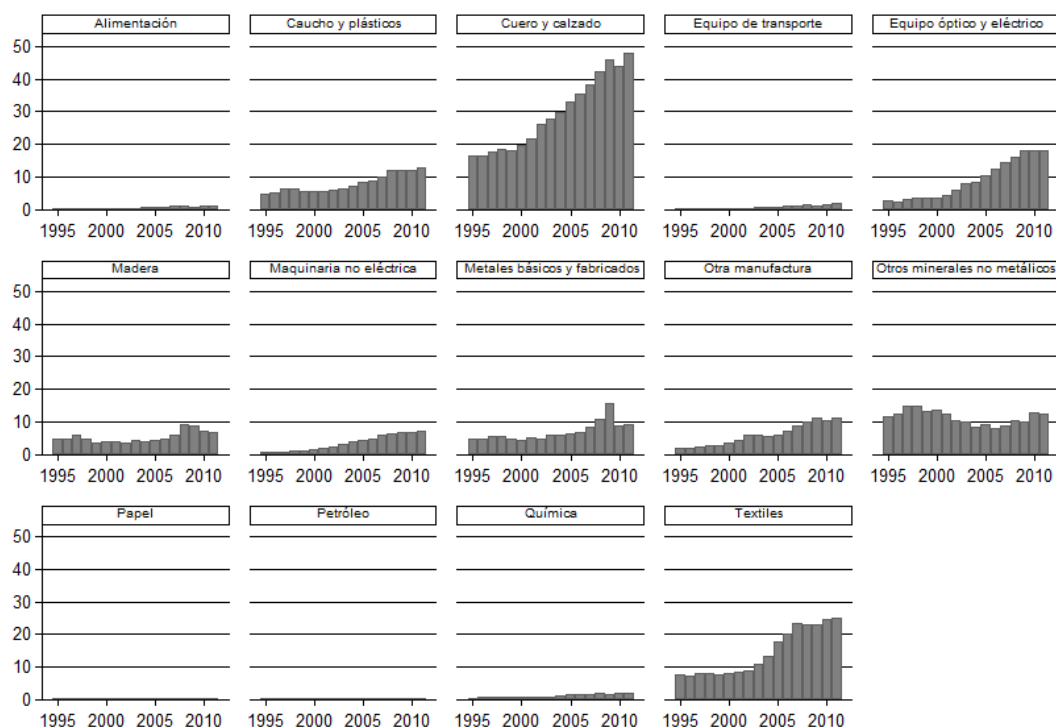 Alimentación
Caucho y plásticos
Cuero y calzado
Equipo de transporte
Equipo óptico y eléctrico
50
40
30
20
10
0
1995 2000 2005 2010
1995 2000 2005 2010
1995 2000 2005 2010
1995 2000 2005 2010
1995 2000 2005 2010
Madera
Maquinaria no eléctrica
Metales básicos y fabricados
Otra manufactura
Otros minerales no metálicos
50
40
30
20
10
0
1995 2000 2005 2010
1995 2000 2005 2010
1995 2000 2005 2010
1995 2000 2005 2010
1995 2000 2005 2010
Papel
Petróleo
Química
Textiles
50
40
30
20
10
0
1995 2000 2005 2010
1995 2000 2005 2010
1995 2000 2005 2010
1995 2000 2005 2010